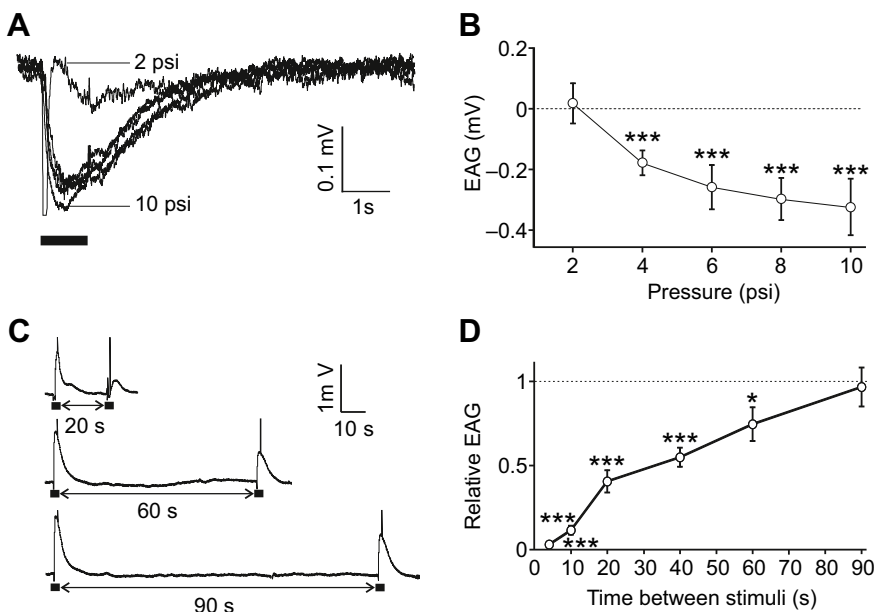 A
2 psi
10 psi
0.1 mV
1s
B
EAG (mV)
0.2
0
–0.2
–0.4
***
***
***
***
2 4 6 8 10
Pressure (psi)
C
1m V
10 s
20 s
60 s
90 s
D
Relative EAG
1
0.5
0
***
***
***
***
*
0 10 20 30 40 50 60 70 80 90
Time between stimuli (s)